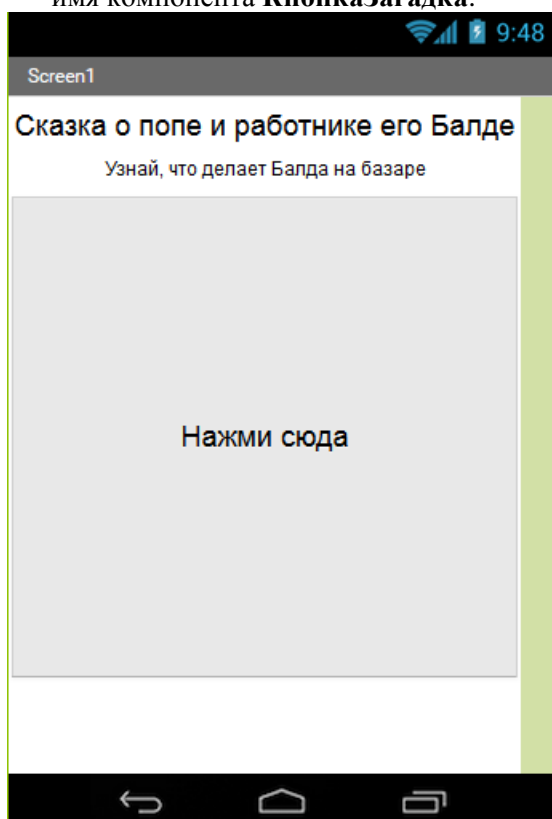 имя компонента КнопкаЗагадка.
9:48
Screen1
Сказка о попе и работнике его Балде
Узнай, что делает Балда на базаре
Нажми сюда